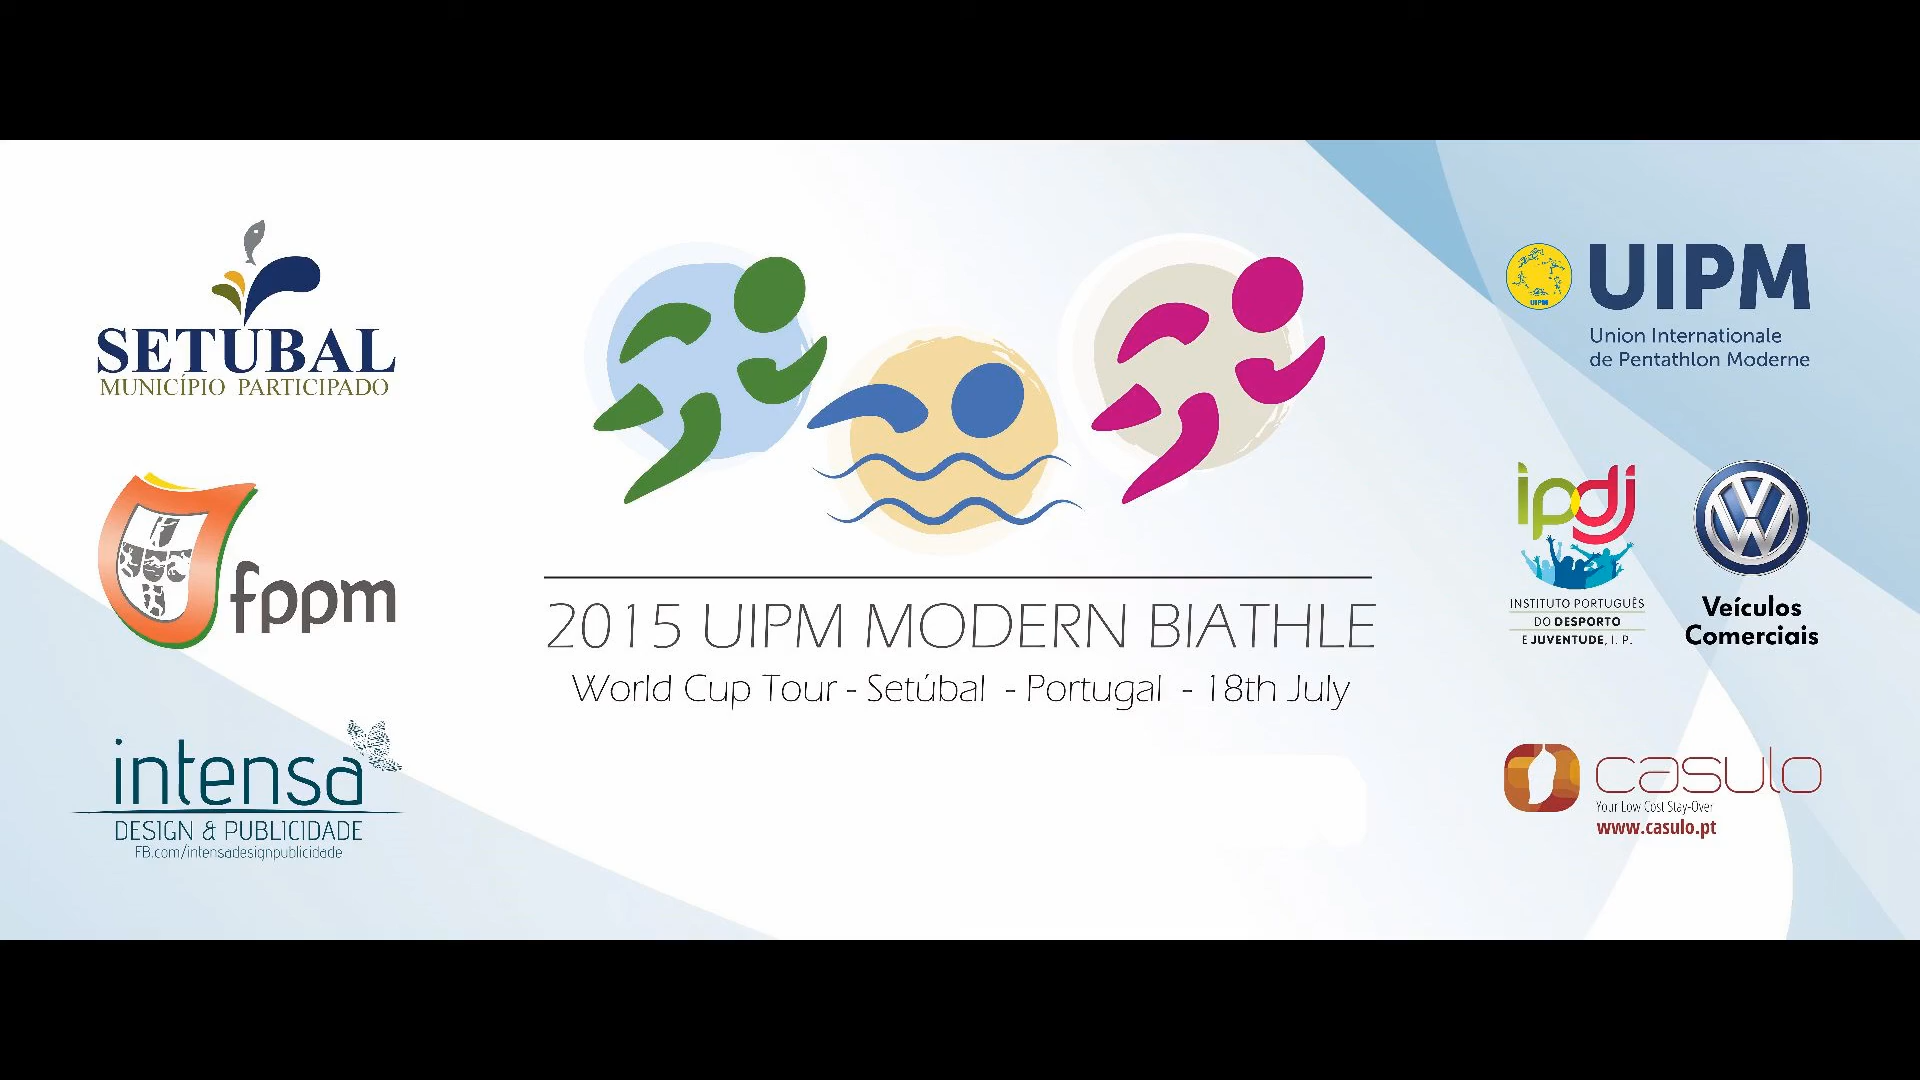 SETUBAL
MUNICÍPIO PARTICIPADO
fppm
intensa
DESIGN & PUBLICIDADE
FB.com/intensadesignpublicidade
2015 UIPM MODERN BIATHLE
World Cup Tour - Setúbal - Portugal - 18th July
UIPM
UIPM
Union Internationale
de Pentathlon Moderne
ipdj
INSTITUTO PORTUGUÊS
DO DESPORTO
E JUVENTUDE, I. P.
Veículos
Comerciais
casulo
Your Low Cost Stay-Over
www.casulo.pt